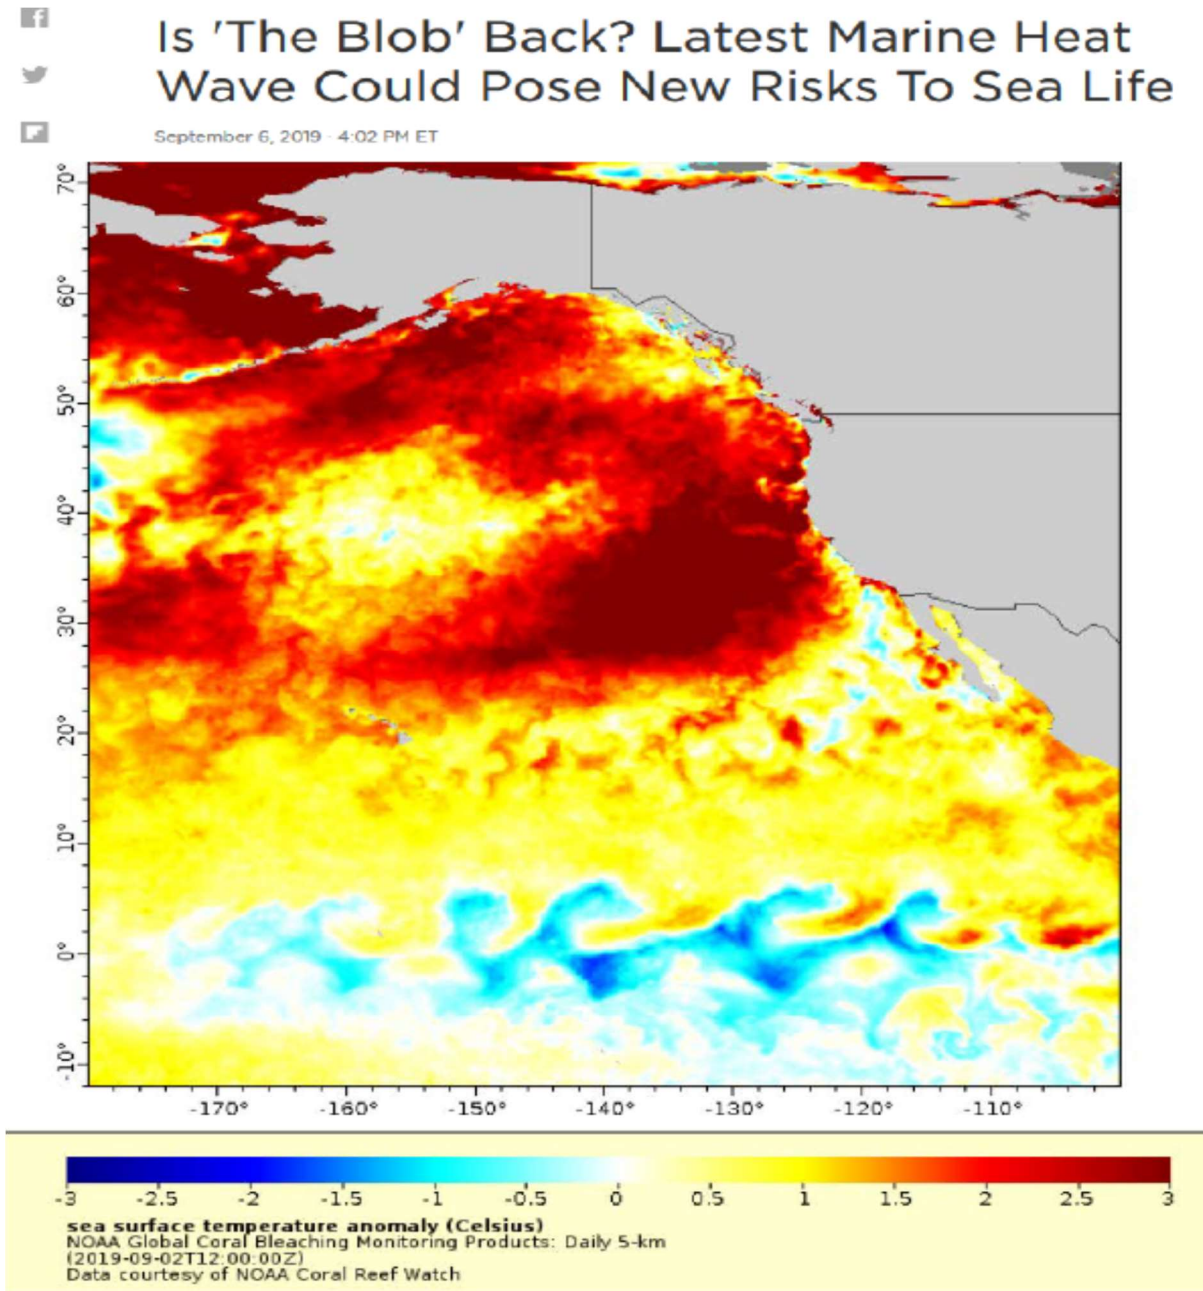 Is 'The Blob' Back? Latest Marine Heat
Wave Could Pose New Risks To Sea Life
September 6, 2019 · 4:02 PM ET
70°
60°
50°
40°
30°
20°
10°
0°
-10°
-170° -160° -150° -140° -130° -120° -110°
-3 -2.5 -2 -1.5 -1 -0.5 0 0.5 1 1.5 2 2.5 3
sea surface temperature anomaly (Celsius)
NOAA Global Coral Bleaching Monitoring Products: Daily 5-km
(2019-09-02T12:00:00Z)
Data courtesy of NOAA Coral Reef Watch